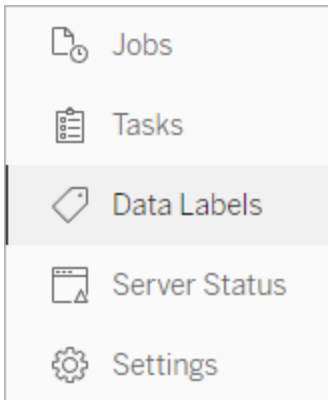 Jobs
Tasks
Data Labels
Server Status
Settings